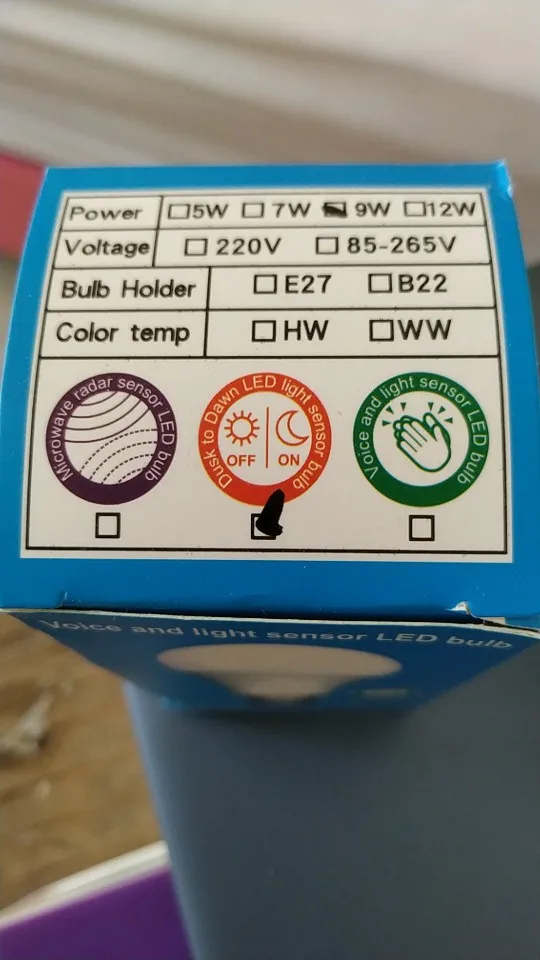 Power □5W □7W ■9W □12W
Voltage □220V □85-265V
Bulb Holder □E27 □B22
Color temp □HW □WW
Microwave radar sensor LED bulb
Dusk to Dawn LED light sensor bulb
OFF ON
Voice and light sensor LED bulb
Voice and light sensor LED bulb